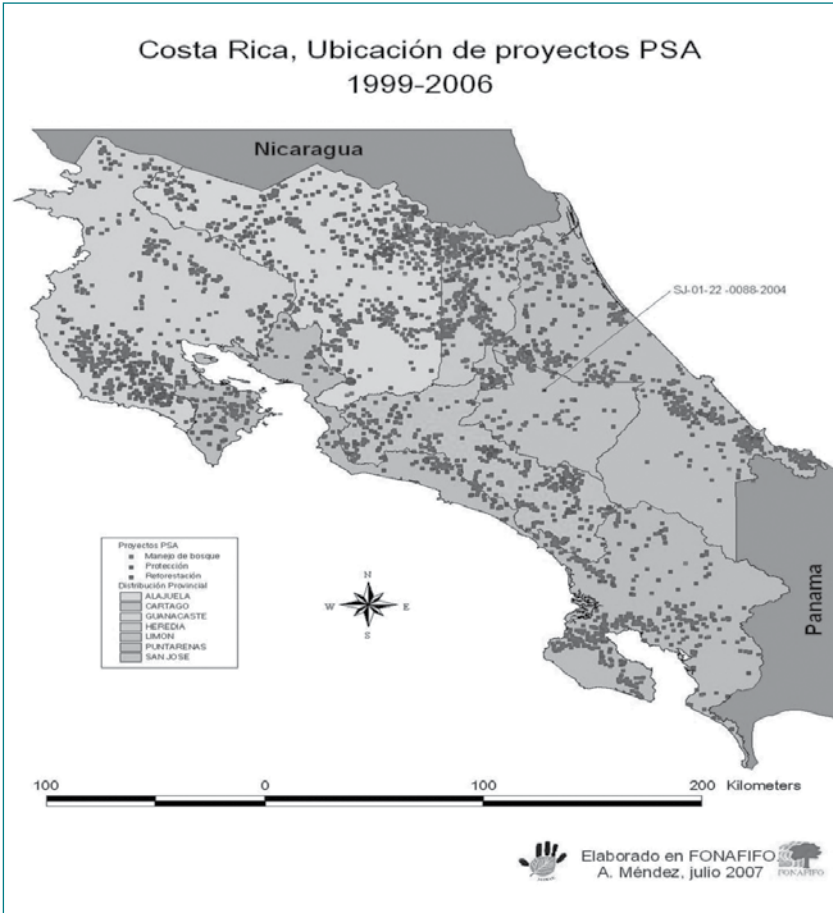 Costa Rica, Ubicación de proyectos PSA
1999-2006
Nicaragua
SJ-01-22 -0088-2004
Proyectos PSA
Manejo de bosque
Protección
Reforestación
Distribución Provincial
ALAJUELA
CARTAGO
GUANACASTE
HEREDIA
LIMON
PUNTARENAS
SAN JOSE
N
W E
S
Panama
100 0 100 200 Kilometers
Elaborado en FONAFIFO
A. Méndez, julio 2007
FONAFIFO